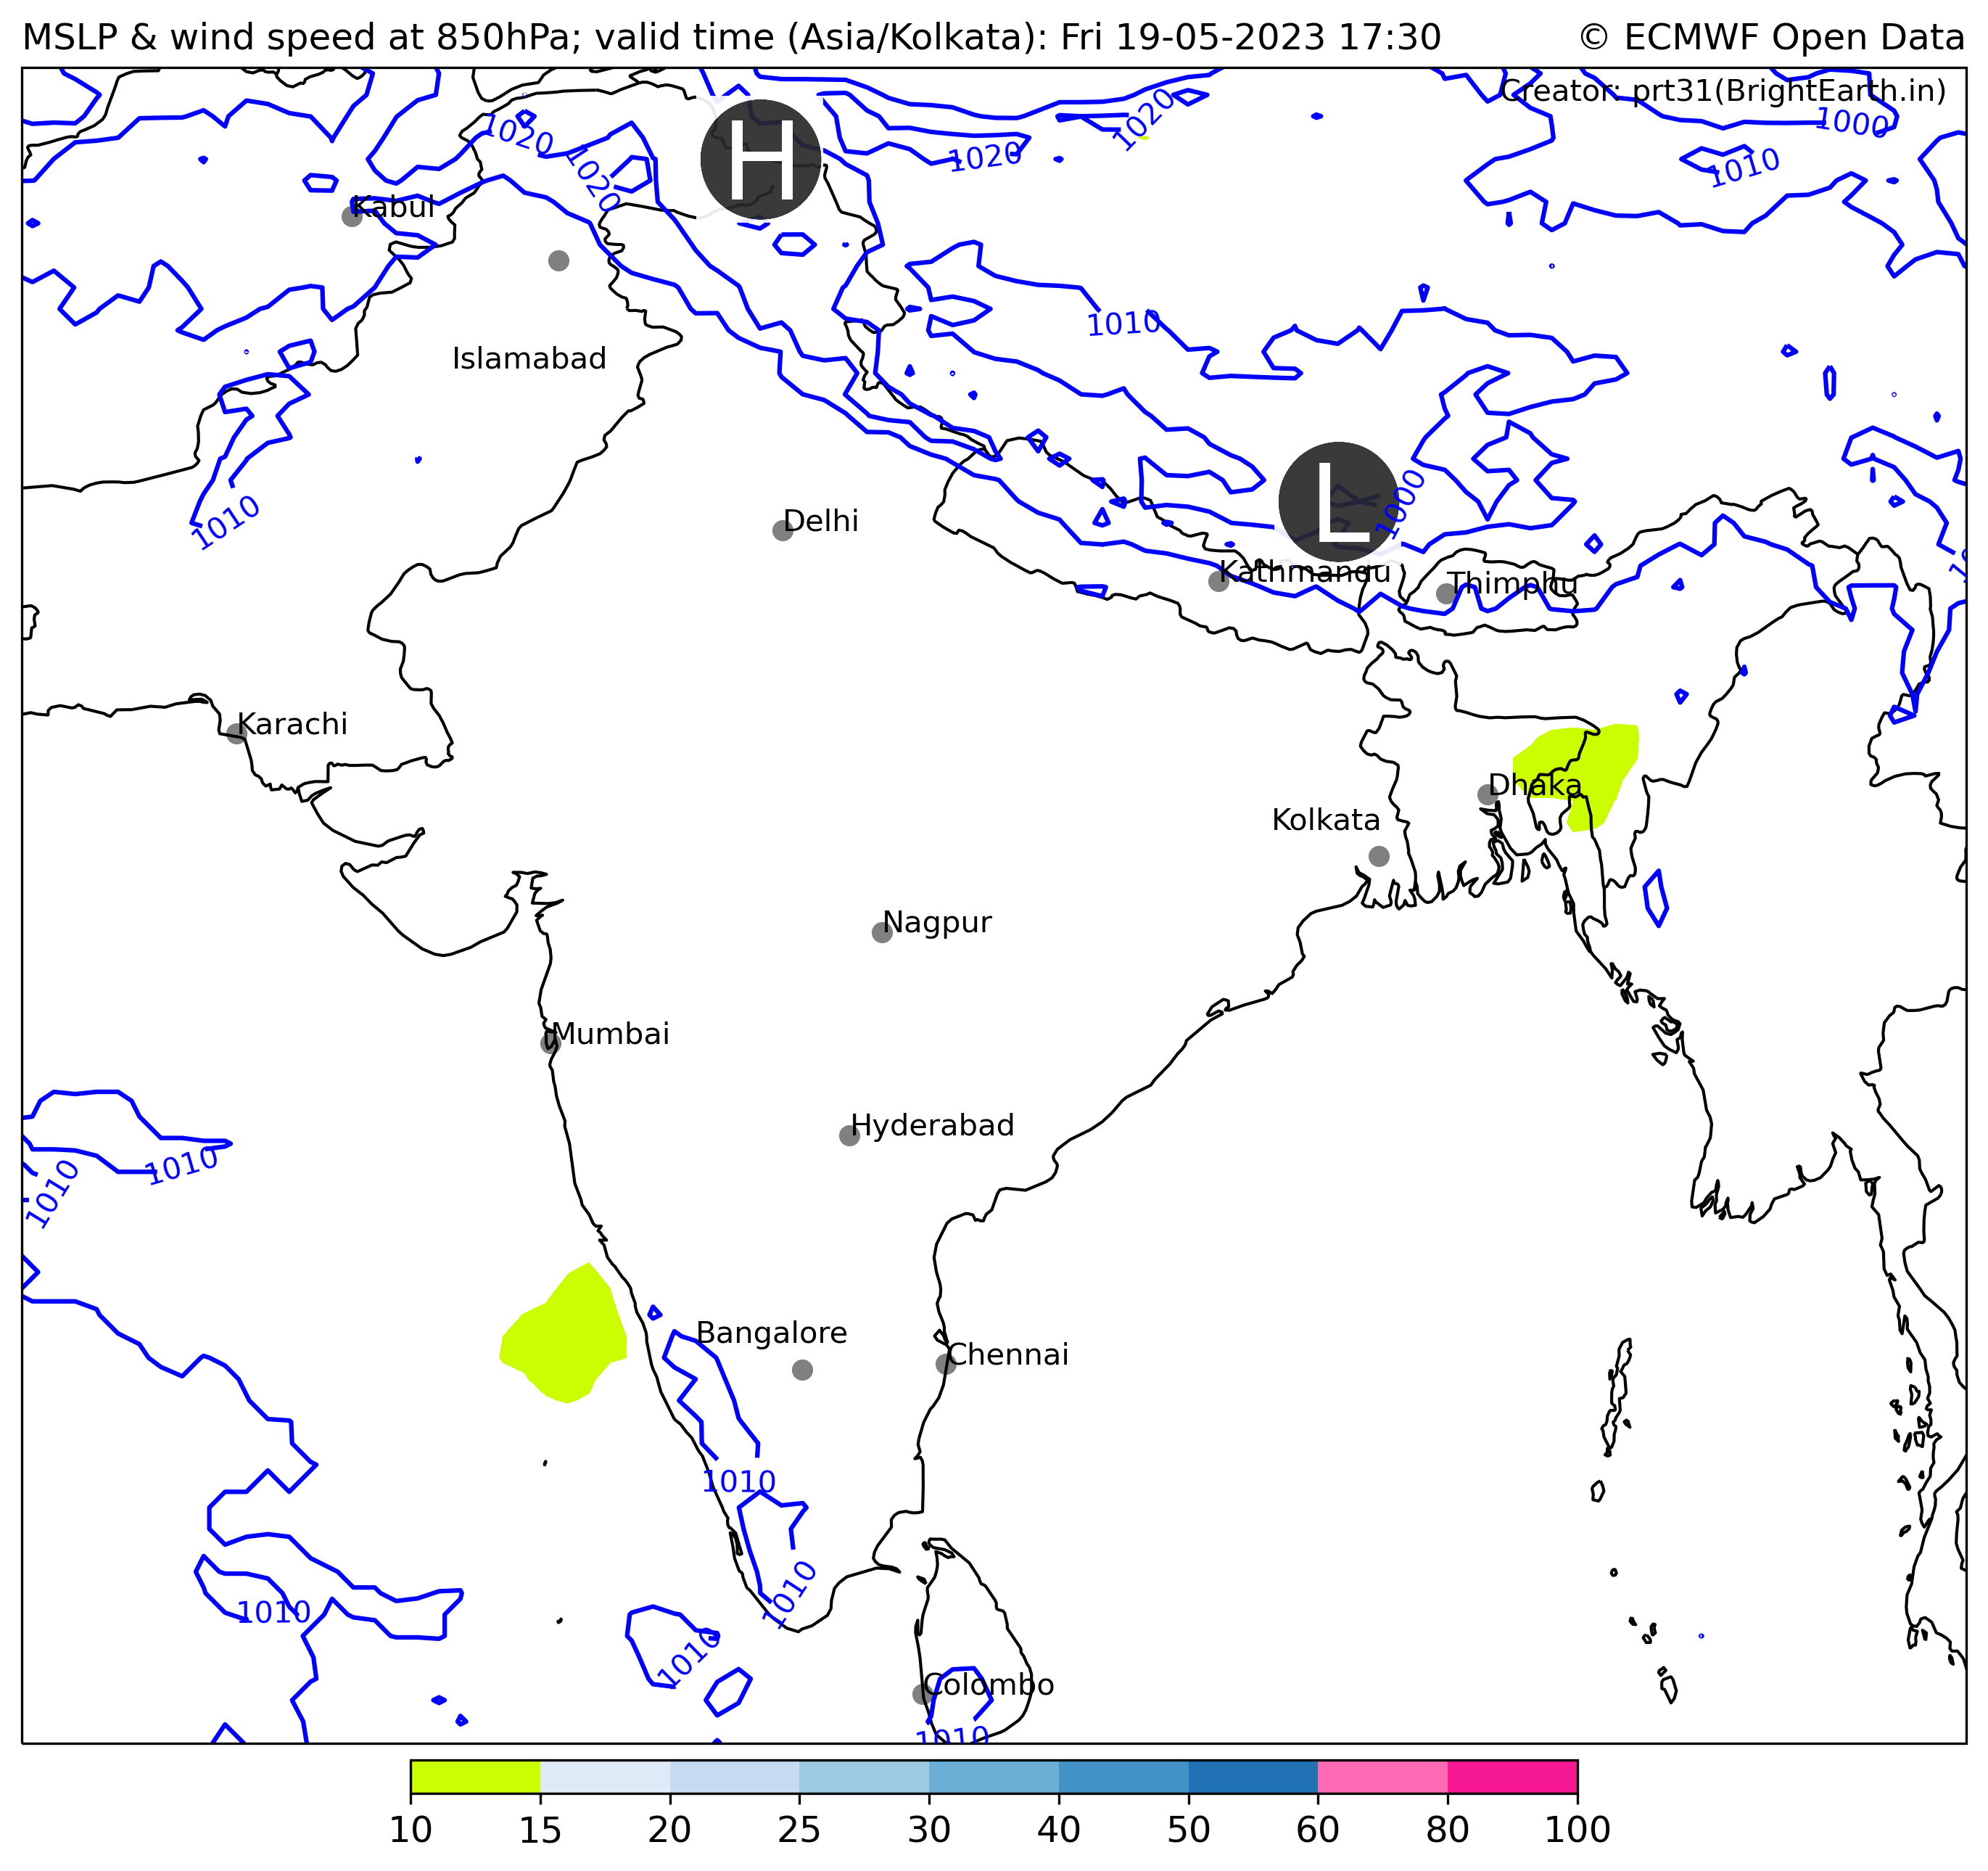 MSLP & wind speed at 850hPa; valid time (Asia/Kolkata): Fri 19-05-2023 17:30
© ECMWF Open Data
Creator: prt31(BrightEarth.in)
1020
1020
1020
1020
1000
1010
H
Kabul
1010
Islamabad
1010
Delhi
L
1000
Kathmandu
Thimphu
Karachi
Dhaka
Kolkata
Nagpur
Mumbai
Hyderabad
1010
1010
Bangalore
Chennai
1010
1010
1010
1010
Colombo
1010
10 15 20 25 30 40 50 60 80 100